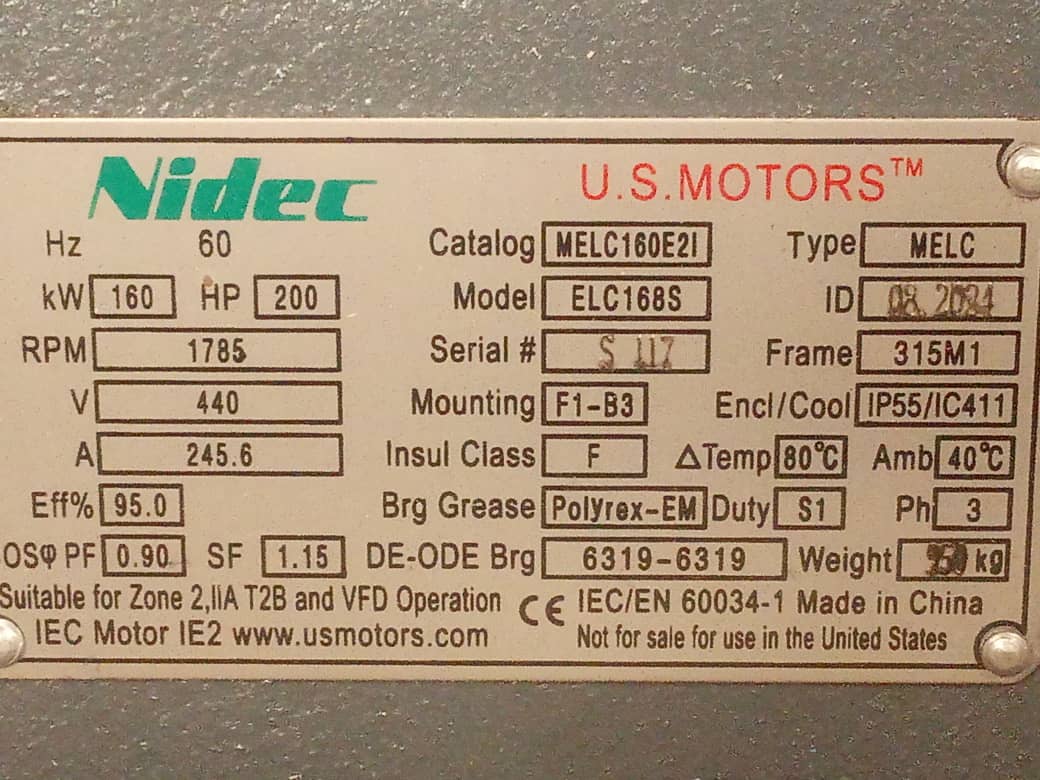 Nidec U.S.MOTORS™
Hz 60 Catalog MELC160E2I Type MELC
kW 160 HP 200 Model ELC168S ID
RPM 1785 Serial # S 117 Frame 315M1
V 440 Mounting F1-B3 Encl/Cool IP55/IC411
A 245.6 Insul Class F △Temp 80℃ Amb 40℃
Eff% 95.0 Brg Grease Polyrex-EM Duty S1 Ph 3
OSφ PF 0.90 SF 1.15 DE-ODE Brg 6319-6319 Weight kg
Suitable for Zone 2,IIA T2B and VFD Operation CE IEC/EN 60034-1 Made in China
IEC Motor IE2 www.usmotors.com Not for sale for use in the United States